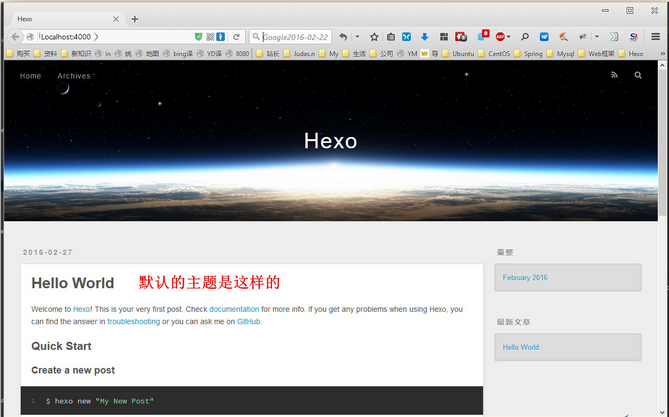 Hexo
Localhost:4000
Google2016-02-22
购买 资料 新知识 In 统 地图 bing译 YD译 8080 站长 Judas.n My 生活 公司 YM 导 Ubuntu CentOS Spring Mysql Web框架 Hexo
Home Archives
Hexo
2016-02-27
Hello World 默认的主题是这样的
Welcome to Hexo! This is your very first post. Check documentation for more info. If you get any problems when using Hexo, you
can find the answer in troubleshooting or you can ask me on GitHub.
Quick Start
Create a new post
1 $ hexo new "My New Post"
彙整
February 2016
最新文章
Hello World